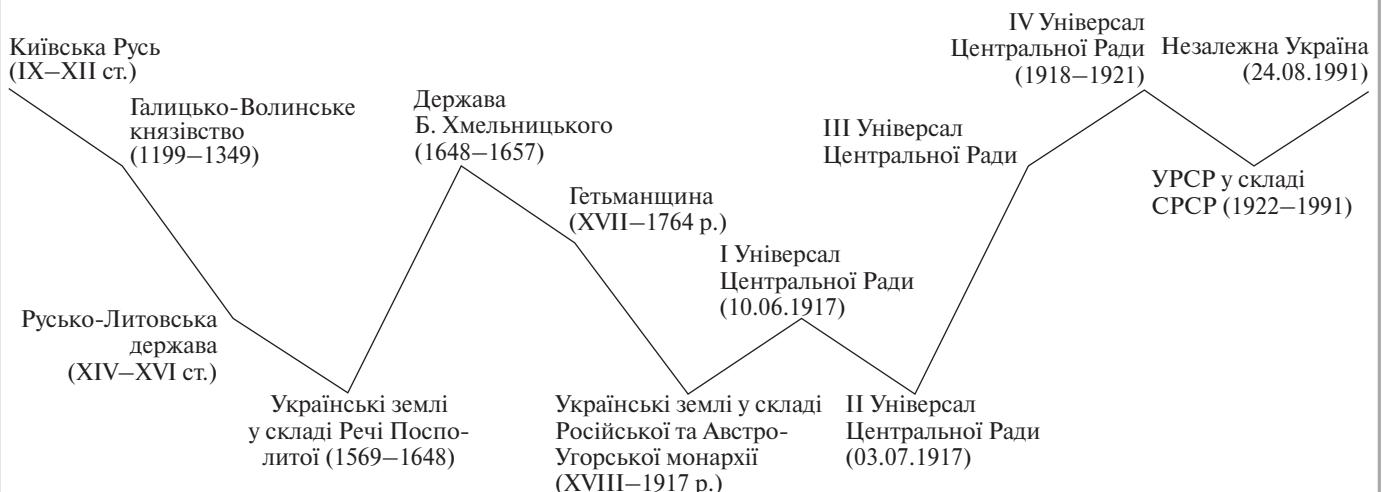 Київська Русь
(IX–XII ст.)
Галицько-Волинське
князівство
(1199–1349)
Русько-Литовська
держава
(XIV–XVI ст.)
Українські землі
у складі Речі Поспо-
литої (1569–1648)
Держава
Б. Хмельницького
(1648–1657)
Гетьманщина
(XVII–1764 р.)
Українські землі у складі
Російської та Австро-
Угорської монархії
(XVIII–1917 р.)
I Універсал
Центральної Ради
(10.06.1917)
II Універсал
Центральної Ради
(03.07.1917)
III Універсал
Центральної Ради
IV Універсал
Центральної Ради
(1918–1921)
УРСР у складі
СРСР (1922–1991)
Незалежна Україна
(24.08.1991)